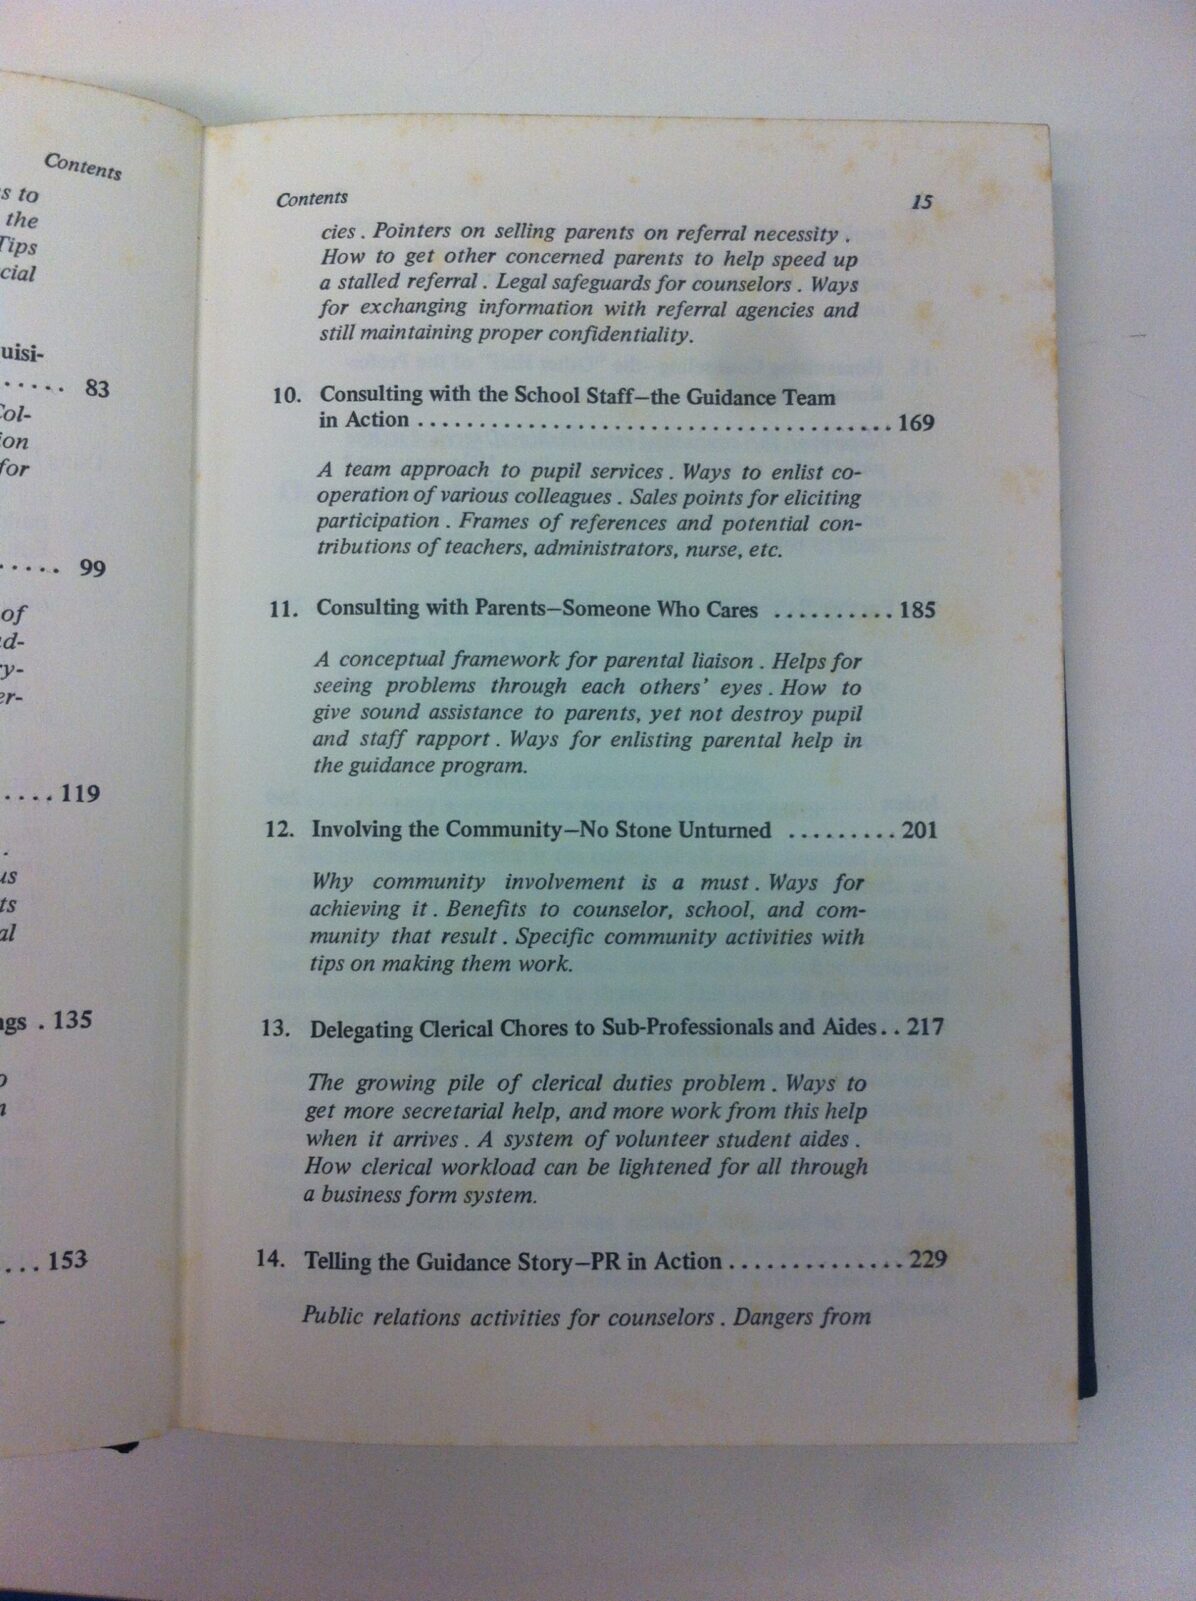 Contents
s to
the
Tips
cial
uisi-
..... 83
Col-
ion
for
..... 99
of
ry-
er-
.... 119
.
us
ts
al
ngs . 135
... 153
Contents 15
cies . Pointers on selling parents on referral necessity .
How to get other concerned parents to help speed up
a stalled referral . Legal safeguards for counselors . Ways
for exchanging information with referral agencies and
still maintaining proper confidentiality.
10. Consulting with the School Staff—the Guidance Team
in Action ....................................... 169
A team approach to pupil services . Ways to enlist co-
operation of various colleagues . Sales points for eliciting
participation . Frames of references and potential con-
tributions of teachers, administrators, nurse, etc.
11. Consulting with Parents—Someone Who Cares .......... 185
A conceptual framework for parental liaison . Helps for
seeing problems through each others' eyes . How to
give sound assistance to parents, yet not destroy pupil
and staff rapport . Ways for enlisting parental help in
the guidance program.
12. Involving the Community—No Stone Unturned ......... 201
Why community involvement is a must . Ways for
achieving it . Benefits to counselor, school, and com-
munity that result . Specific community activities with
tips on making them work.
13. Delegating Clerical Chores to Sub-Professionals and Aides .. 217
The growing pile of clerical duties problem . Ways to
get more secretarial help, and more work from this help
when it arrives . A system of volunteer student aides .
How clerical workload can be lightened for all through
a business form system.
14. Telling the Guidance Story—PR in Action .............. 229
Public relations activities for counselors . Dangers from